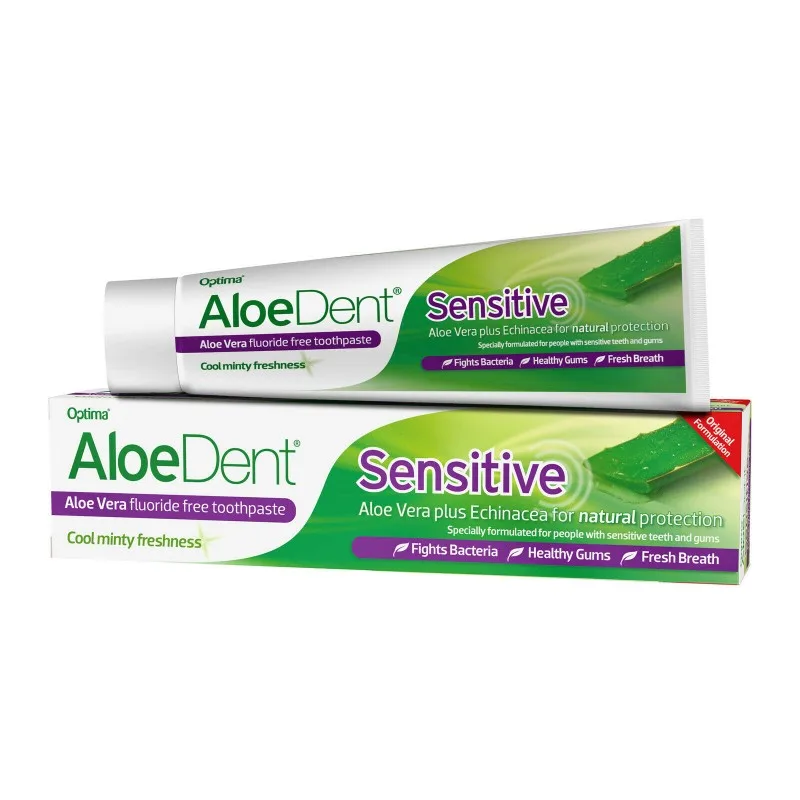 Optima®
AloeDent®
Aloe Vera fluoride free toothpaste
Cool minty freshness
Sensitive
Aloe Vera plus Echinacea for natural protection
Specially formulated for people with sensitive teeth and gums
Fights Bacteria Healthy Gums Fresh Breath
Optima®
AloeDent®
Aloe Vera fluoride free toothpaste
Cool minty freshness
Sensitive
Aloe Vera plus Echinacea for natural protection
Specially formulated for people with sensitive teeth and gums
Fights Bacteria Healthy Gums Fresh Breath
Original
Formulation